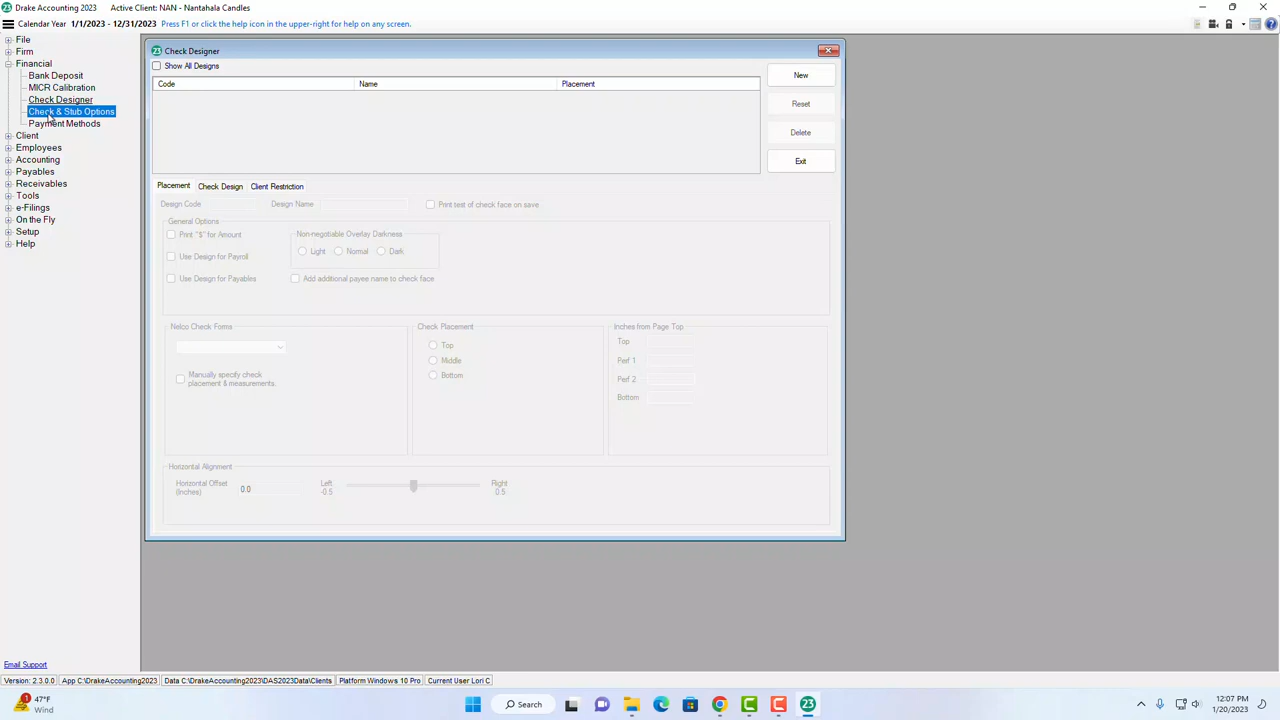 23 Drake Accounting 2023 Active Client: NAN - Nantahala Candles
Calendar Year 1/1/2023 - 12/31/2023 Press F1 or click the help icon in the upper-right for help on any screen.
File
Firm
Financial
Bank Deposit
MICR Calibration
Check Designer
Check & Stub Options
Payment Methods
Client
Employees
Accounting
Payables
Receivables
Tools
e-Filings
On the Fly
Setup
Help
Email Support
23 Check Designer
Show All Designs
Code Name Placement
New
Reset
Delete
Exit
Placement Check Design Client Restriction
Design Code Design Name Print test of check face on save
General Options
Print "$" for Amount
Use Design for Payroll
Use Design for Payables
Non-negotiable Overlay Darkness
Light Normal Dark
Add additional payee name to check face
Nelco Check Forms
Manually specify check
placement & measurements.
Check Placement
Top
Middle
Bottom
Inches from Page Top
Top
Perf 1
Perf 2
Bottom
Horizontal Alignment
Horizontal Offset
(Inches)
0.0
Left
-0.5
Right
0.5
Version: 2.3.0.0 App C:\DrakeAccounting2023 Data C:\DrakeAccounting2023\DAS2023Data\Clients Platform Windows 10 Pro Current User Lori C
47°F
Wind
Search
23
12:07 PM
1/20/2023